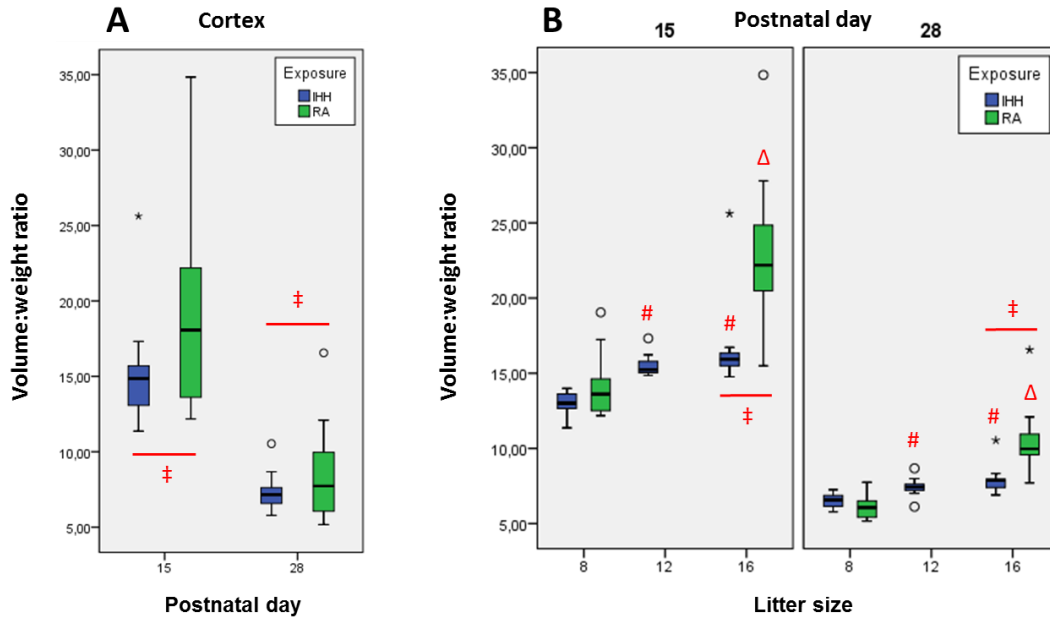 A Cortex
Volume:weight ratio
35,00
30,00
25,00
20,00
15,00
10,00
5,00
Exposure
IHH
RA
*
‡
‡
15 28
Postnatal day
B Postnatal day
15 28
Volume:weight ratio
35,00
30,00
25,00
20,00
15,00
10,00
5,00
Exposure
IHH
RA
Δ
*
# #
‡
‡
*
Δ
#
#
*
8 12 16 8 12 16
Litter size